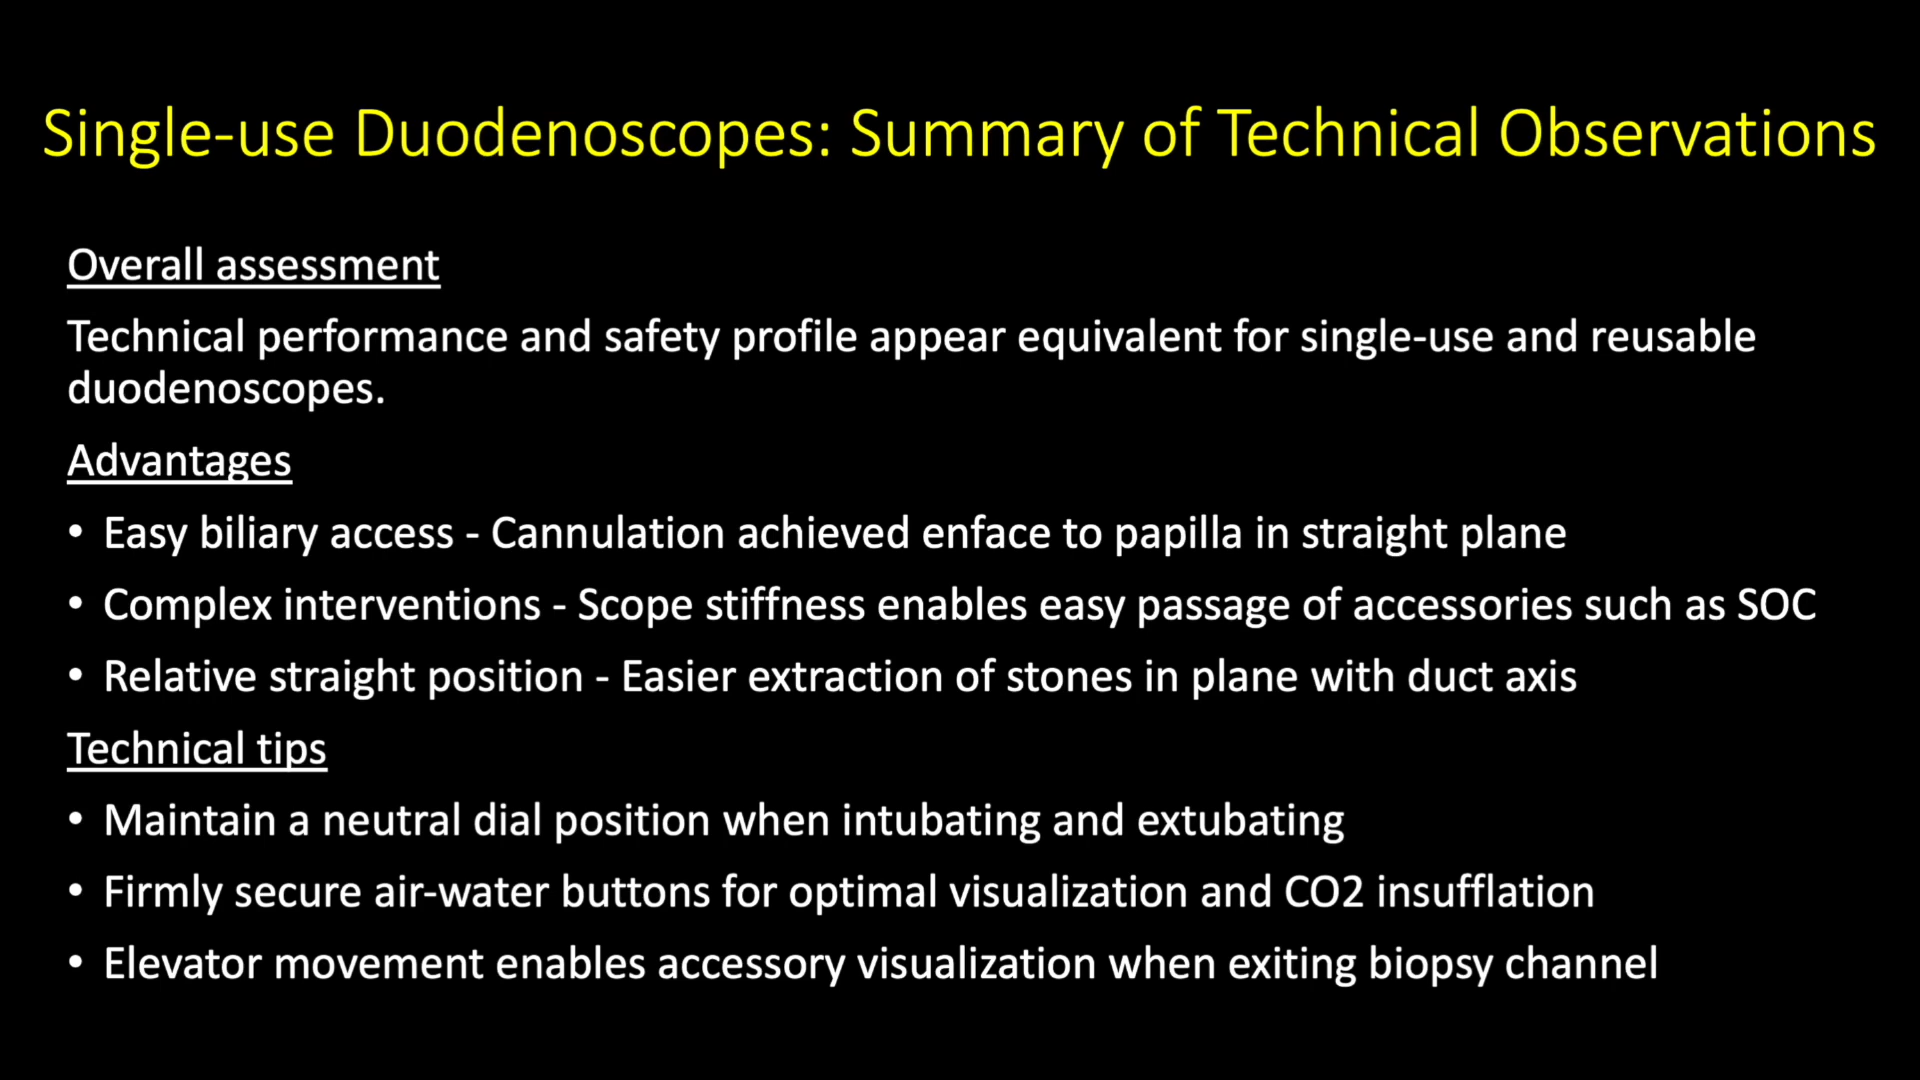 Single-use Duodenoscopes: Summary of Technical Observations
Overall assessment
Technical performance and safety profile appear equivalent for single-use and reusable
duodenoscopes.
Advantages
• Easy biliary access - Cannulation achieved enface to papilla in straight plane
• Complex interventions - Scope stiffness enables easy passage of accessories such as SOC
• Relative straight position - Easier extraction of stones in plane with duct axis
Technical tips
• Maintain a neutral dial position when intubating and extubating
• Firmly secure air-water buttons for optimal visualization and CO2 insufflation
• Elevator movement enables accessory visualization when exiting biopsy channel